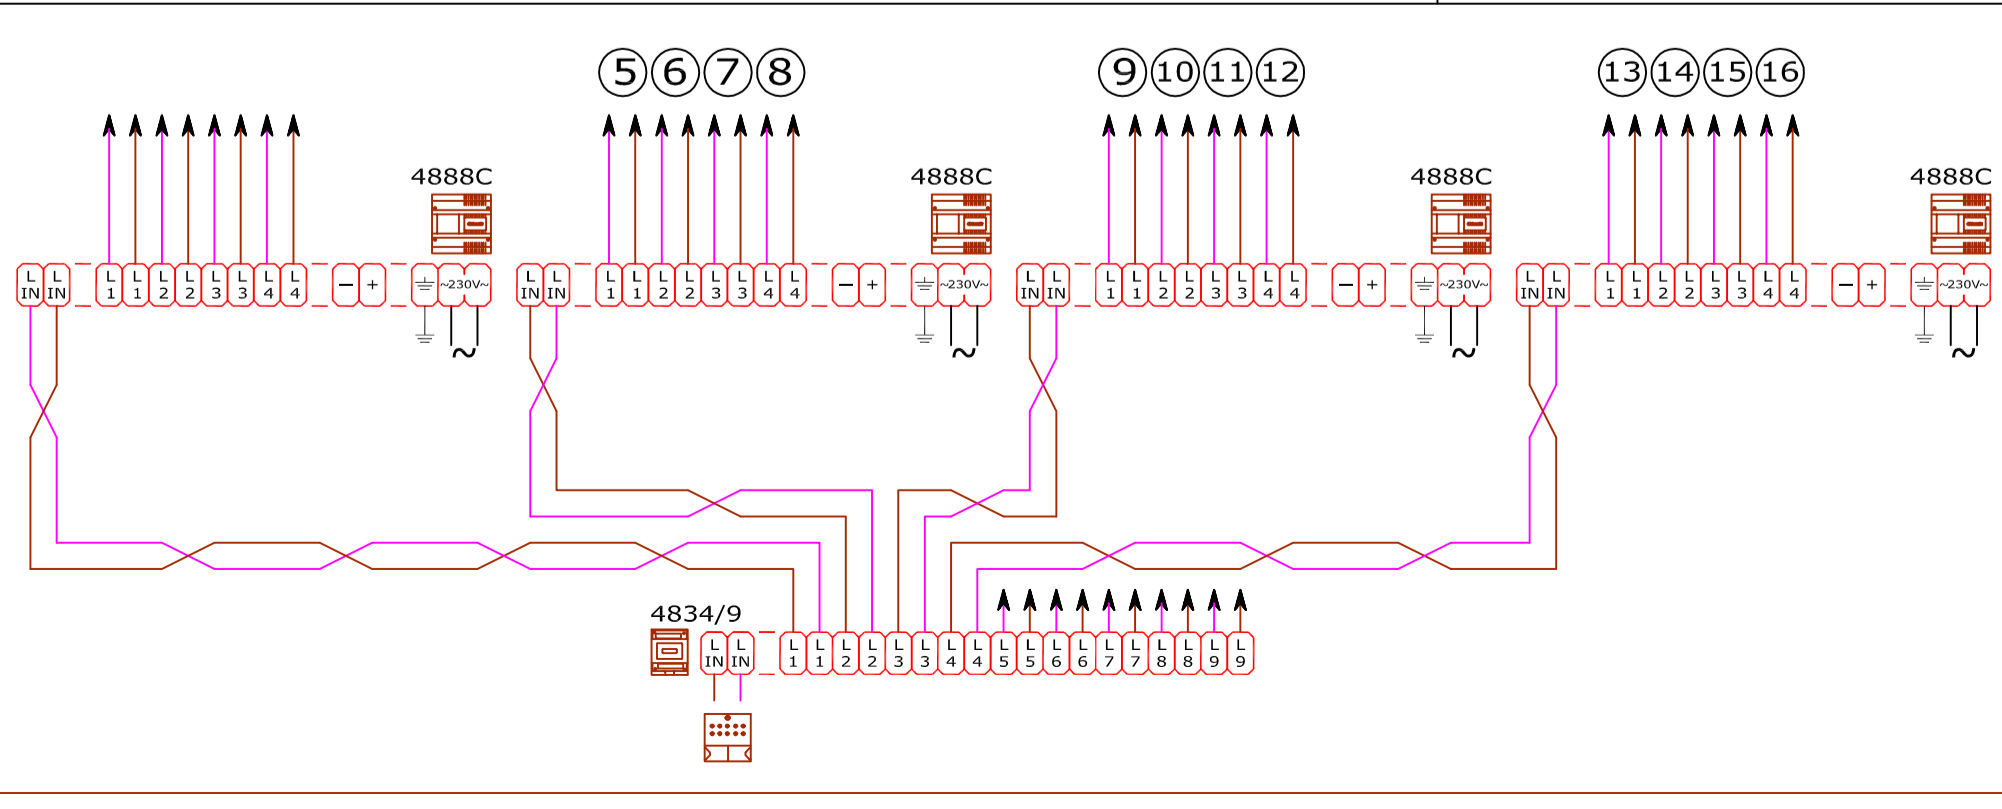 5 6 7 8 9 10 11 12 13 14 15 16
4888C 4888C 4888C 4888C
L L L L L L L L L L − + ~230V~ L L L L L L L L L L − + ~230V~ L L L L L L L L L L − + ~230V~ L L L L L L L L L L − + ~230V~
IN IN 1 1 2 2 3 3 4 4 IN IN 1 1 2 2 3 3 4 4 IN IN 1 1 2 2 3 3 4 4 IN IN 1 1 2 2 3 3 4 4
~ ~ ~ ~
4834/9
L L L L L L L L L L L L L L L L L L L L
IN IN 1 1 2 2 3 3 4 4 5 5 6 6 7 7 8 8 9 9